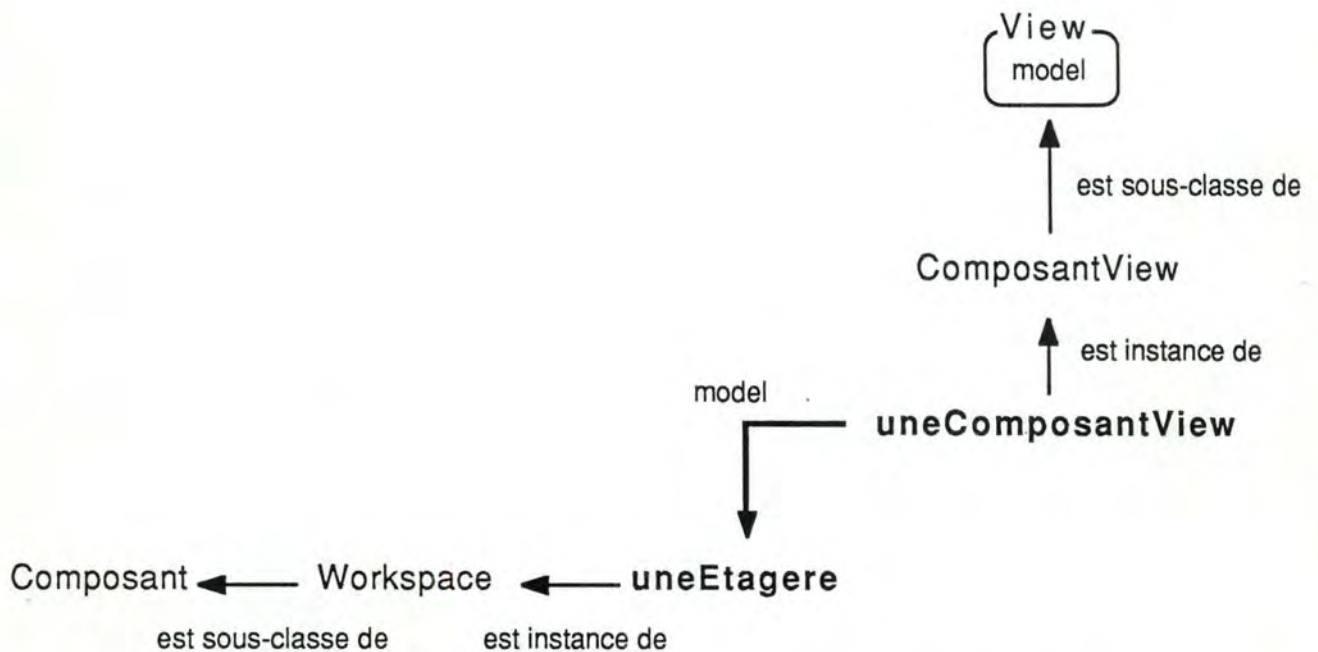 View
model
est sous-classe de
ComposantView
est instance de
model
uneComposantView
Composant
Workspace
uneEtagere
est sous-classe de
est instance de